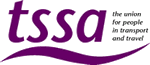 tssa
the union
for people
in transport
and travel